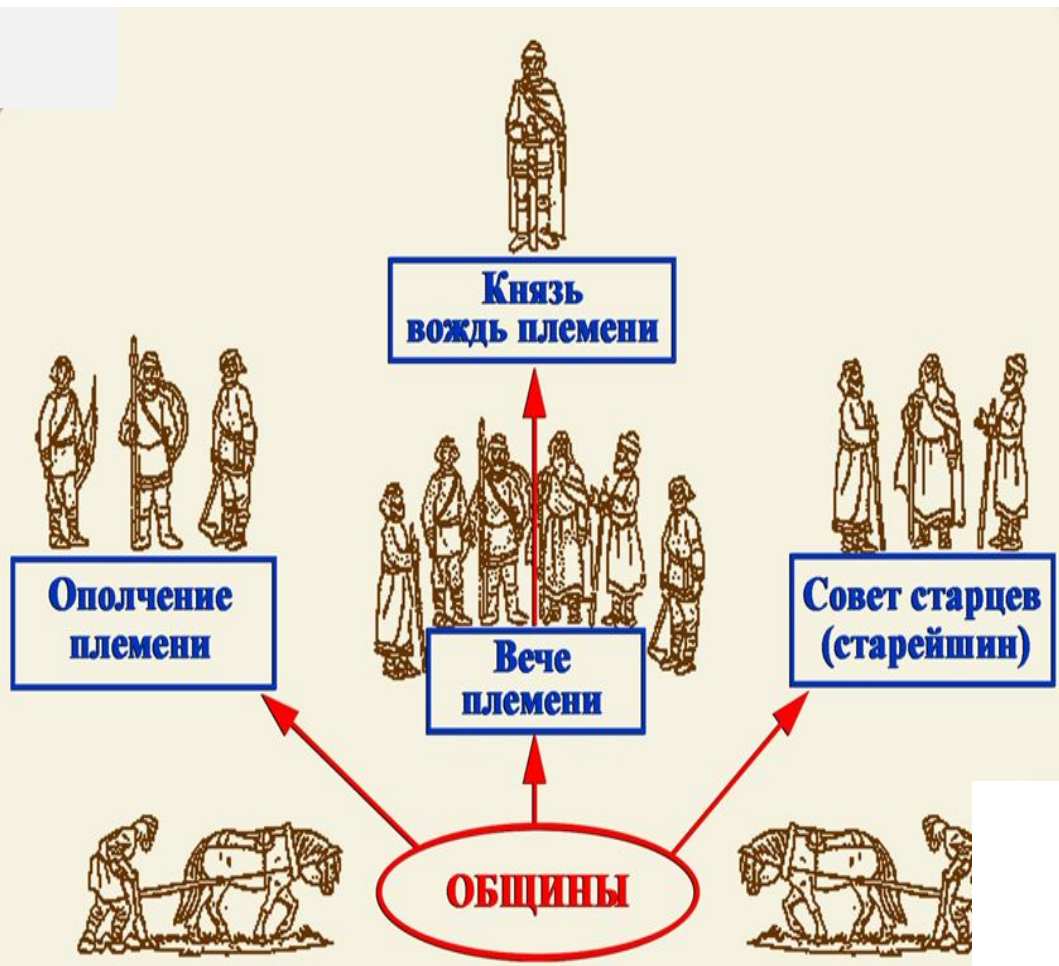 Князь
вождь племени
Ополчение
племени
Вече
племени
Совет старцев
(старейшин)
ОБЩИНЫ